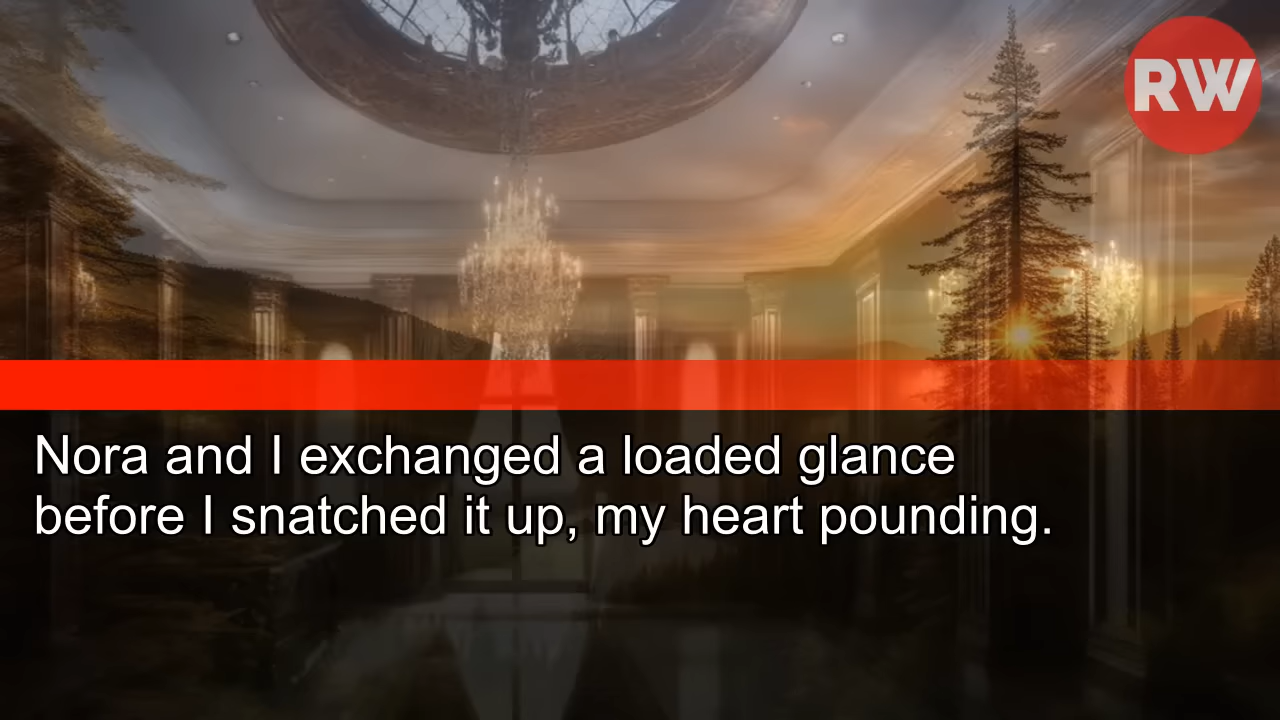 RW
Nora and I exchanged a loaded glance
before I snatched it up, my heart pounding.